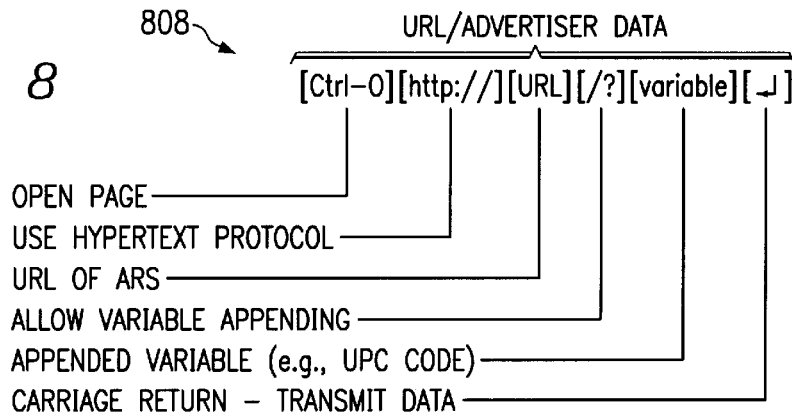 808 URL/ADVERTISER DATA
8 [Ctrl-O][http://][URL][/?][variable][↵]
OPEN PAGE
USE HYPERTEXT PROTOCOL
URL OF ARS
ALLOW VARIABLE APPENDING
APPENDED VARIABLE (e.g., UPC CODE)
CARRIAGE RETURN - TRANSMIT DATA